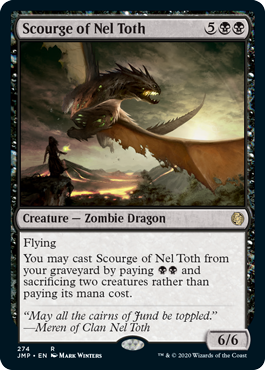 Scourge of Nel Toth 5
Creature — Zombie Dragon
Flying
You may cast Scourge of Nel Toth from
your graveyard by paying and
sacrificing two creatures rather than
paying its mana cost.
“May all the cairns of Jund be toppled.”
—Meren of Clan Nel Toth
6/6
274 R
JMP • EN MARK WINTERS
™ & © 2020 Wizards of the Coast